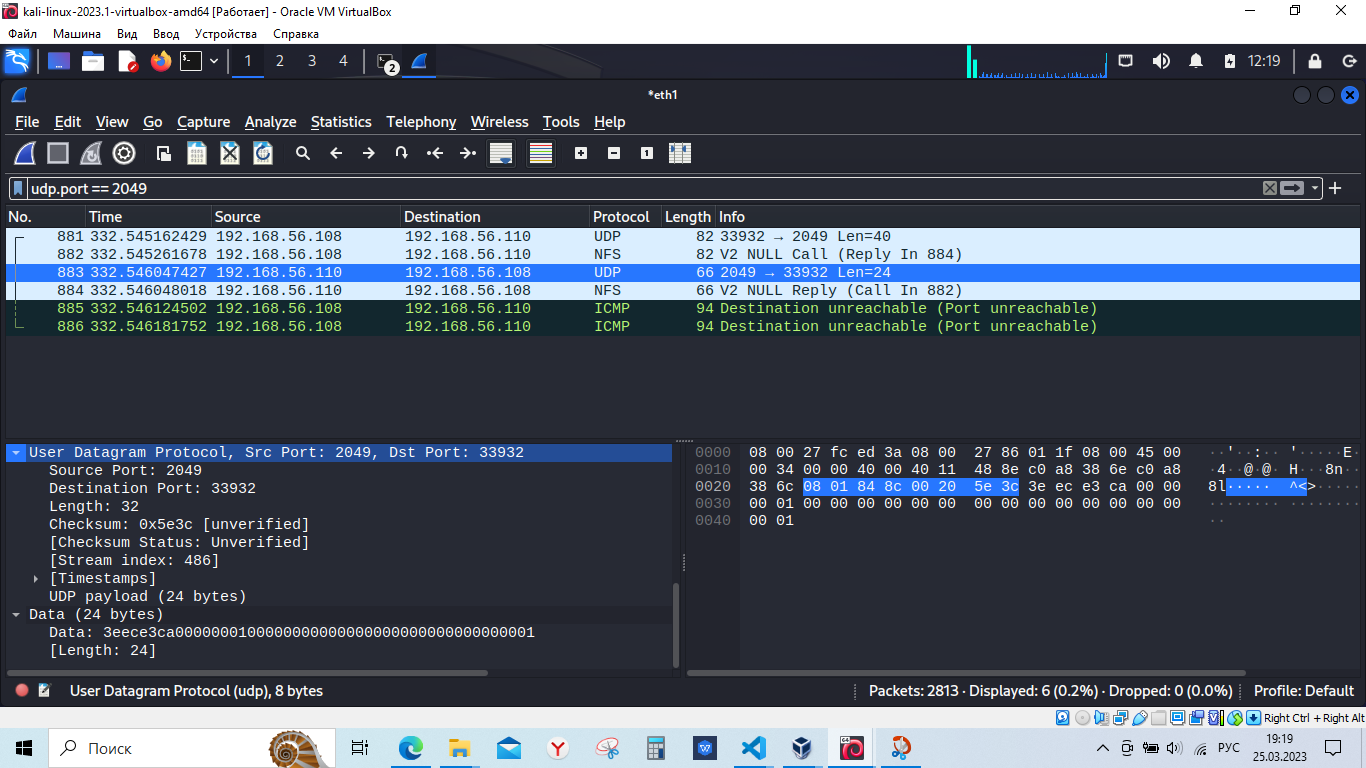 kali-linux-2023.1-virtualbox-amd64 [Работает] - Oracle VM VirtualBox
Файл Машина Вид Ввод Устройства Справка
1 2 3 4 2 12:19
*eth1
File Edit View Go Capture Analyze Statistics Telephony Wireless Tools Help
udp.port == 2049
No. Time Source Destination Protocol Length Info
881 332.545162429 192.168.56.108 192.168.56.110 UDP 82 33932 → 2049 Len=40
882 332.545261678 192.168.56.108 192.168.56.110 NFS 82 V2 NULL Call (Reply In 884)
883 332.546047427 192.168.56.110 192.168.56.108 UDP 66 2049 → 33932 Len=24
884 332.546048018 192.168.56.110 192.168.56.108 NFS 66 V2 NULL Reply (Call In 882)
885 332.546124502 192.168.56.108 192.168.56.110 ICMP 94 Destination unreachable (Port unreachable)
886 332.546181752 192.168.56.108 192.168.56.110 ICMP 94 Destination unreachable (Port unreachable)
User Datagram Protocol, Src Port: 2049, Dst Port: 33932
Source Port: 2049
Destination Port: 33932
Length: 32
Checksum: 0x5e3c [unverified]
[Checksum Status: Unverified]
[Stream index: 486]
[Timestamps]
UDP payload (24 bytes)
Data (24 bytes)
Data: 3eece3ca00000001000000000000000000000000000000001
[Length: 24]
0000 08 00 27 fc ed 3a 08 00 27 86 01 1f 08 00 45 00 ··'··:·· '·····E·
0010 00 34 00 00 40 00 40 11 48 8e c0 a8 38 6e c0 a8 ·4··@·@· H···8n··
0020 38 6c 08 01 84 8c 00 20 5e 3c 3e ec e3 ca 00 00 8l····· ^<>·····
0030 00 01 00 00 00 00 00 00 00 00 00 00 00 00 00 00 ········ ········
0040 00 01 ··
User Datagram Protocol (udp), 8 bytes
Packets: 2813 · Displayed: 6 (0.2%) · Dropped: 0 (0.0%)
Profile: Default
Right Ctrl + Right Alt
Поиск
РУС
19:19
25.03.2023